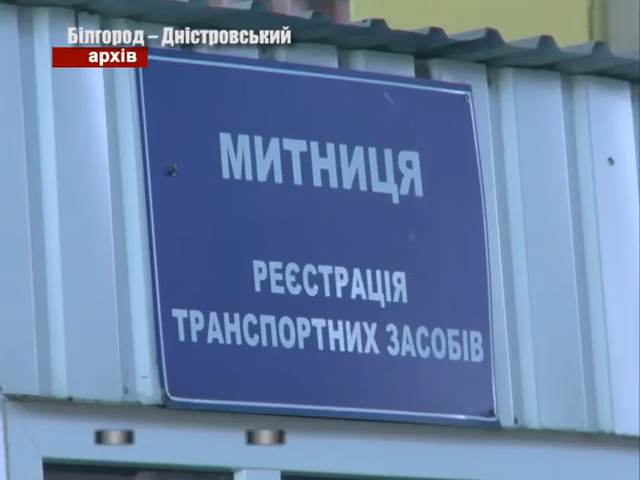 Білгород – Дністровський
архів
МИТНИЦЯ
РЕЄСТРАЦІЯ
ТРАНСПОРТНИХ ЗАСОБІВ